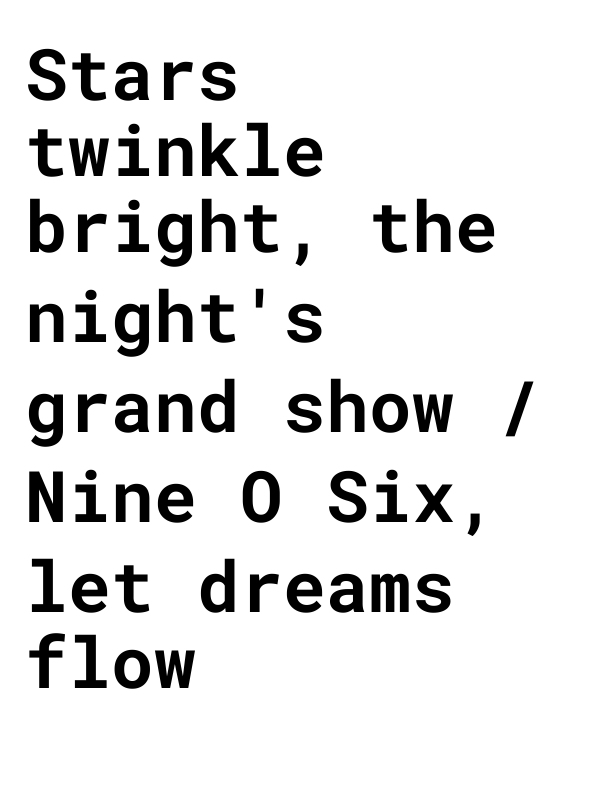 Stars
twinkle
bright, the
night's
grand show /
Nine O Six,
let dreams
flow